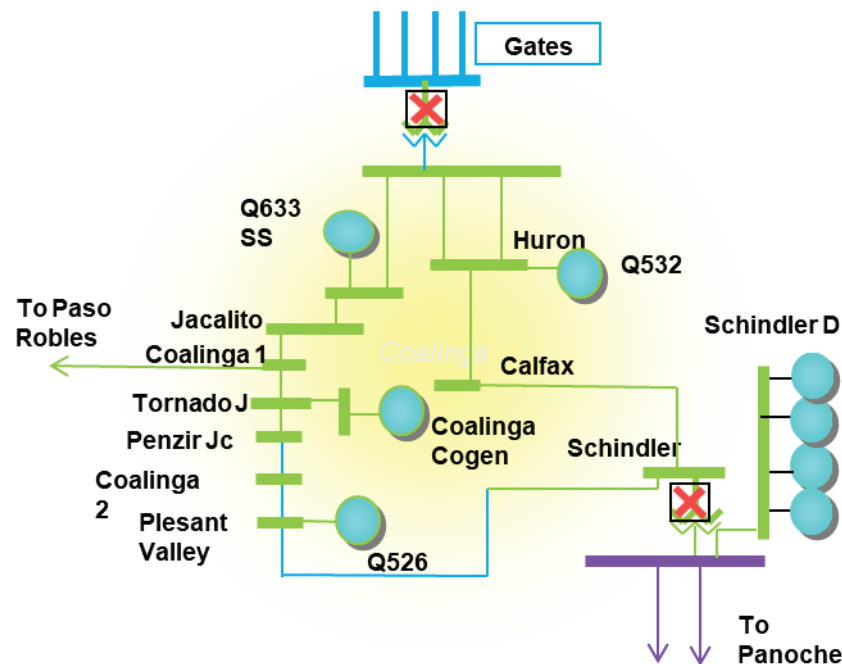 Gates
Q633
SS
Huron
Q532
To Paso
Robles
Jacalito
Schindler D
Coalinga 1
Coalinga
Calfax
Tornado J
Coalinga
Cogen
Penzir Jc
Schindler
Coalinga
2
Plesant
Valley
Q526
To
Panoche